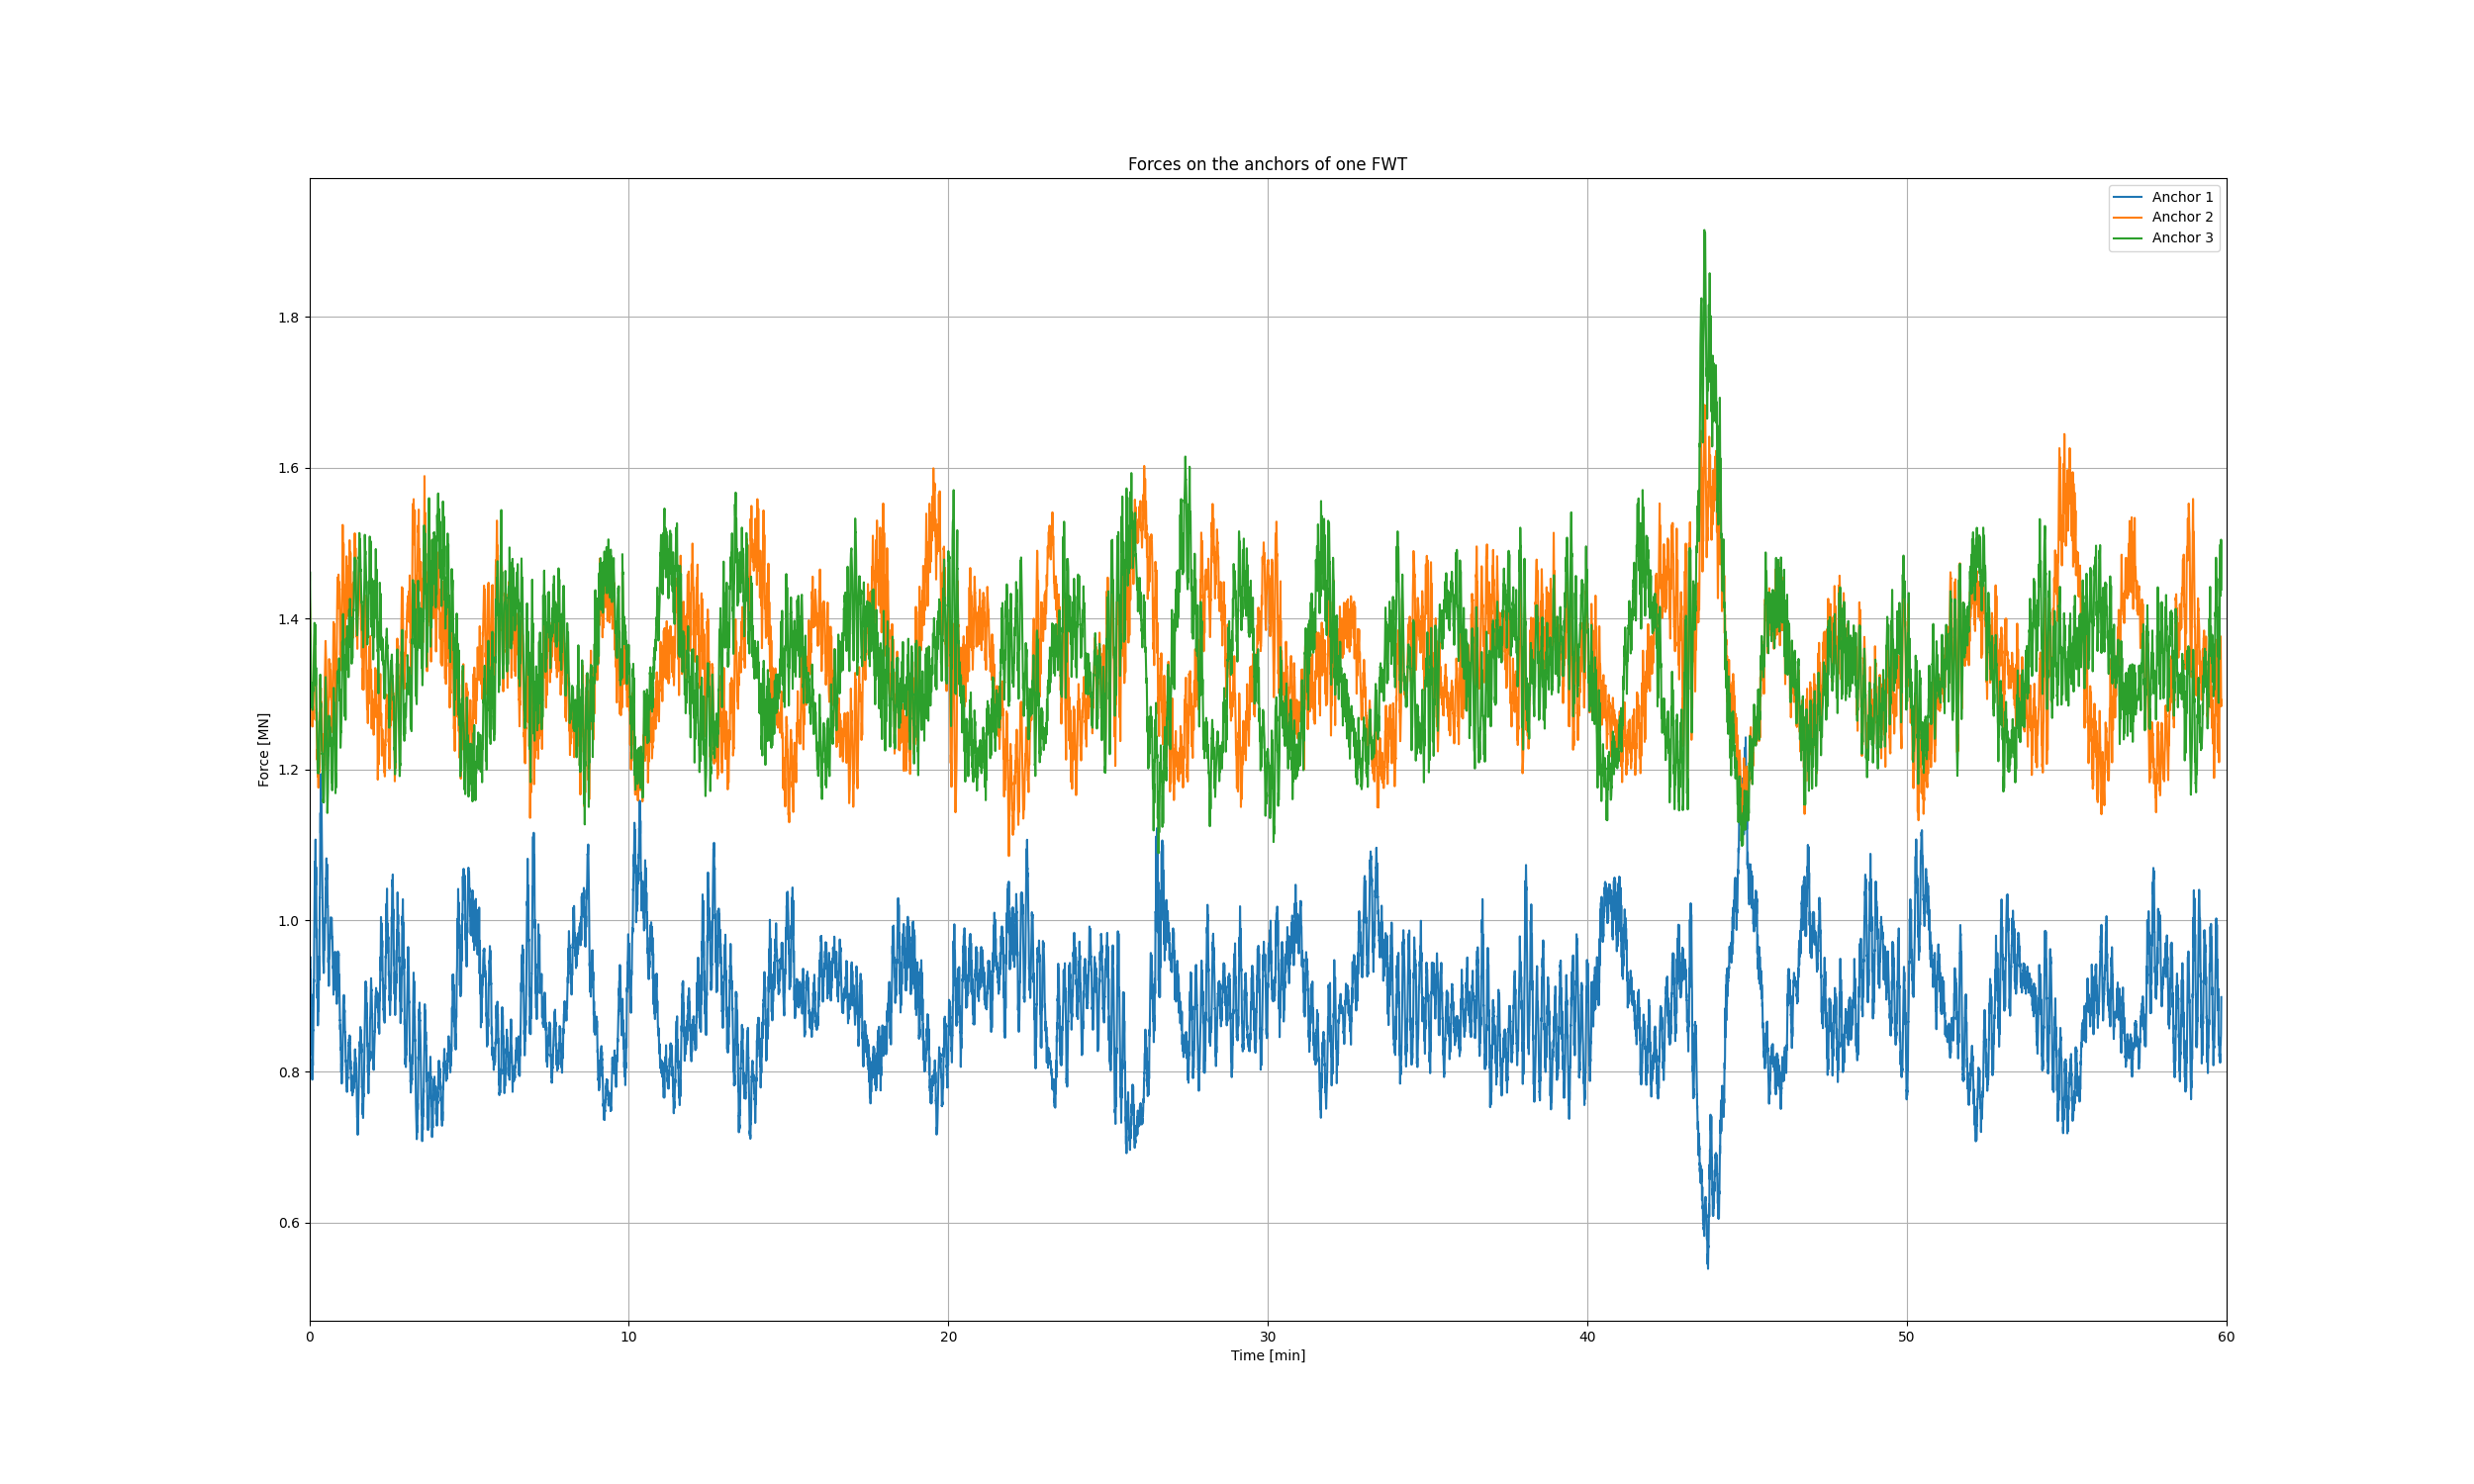 Forces on the anchors of one FWT
Anchor 1
Anchor 2
Anchor 3
Force [MN]
1.8
1.6
1.4
1.2
1.0
0.8
0.6
0 10 20 30 40 50 60
Time [min]